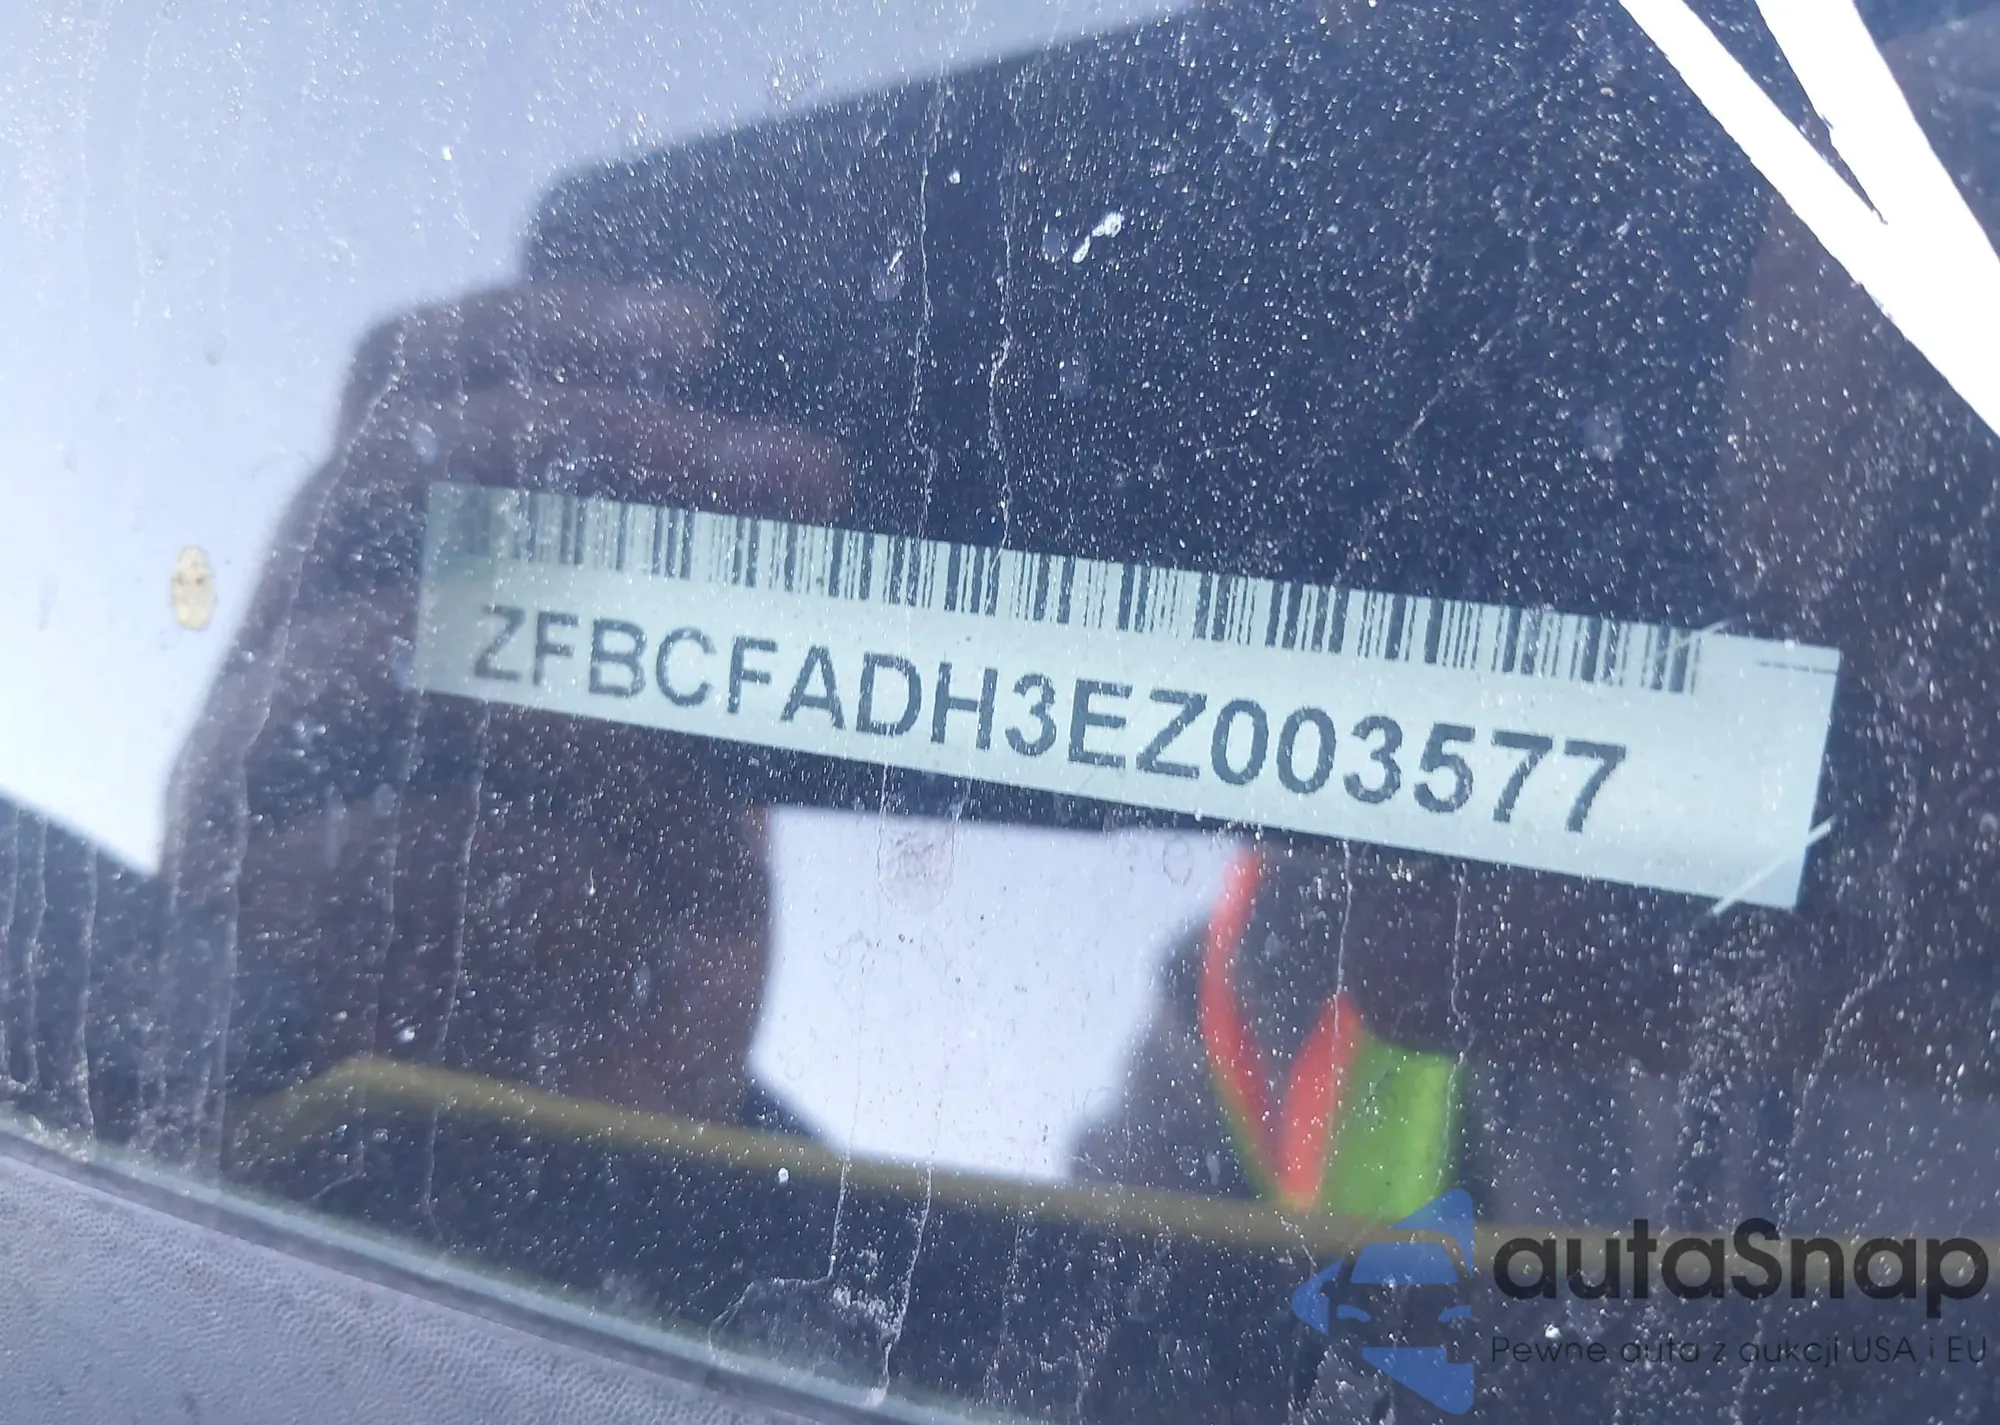 ZFBCFADH3EZ003577
autaSnap
Pewne auta z aukcji USA i EU